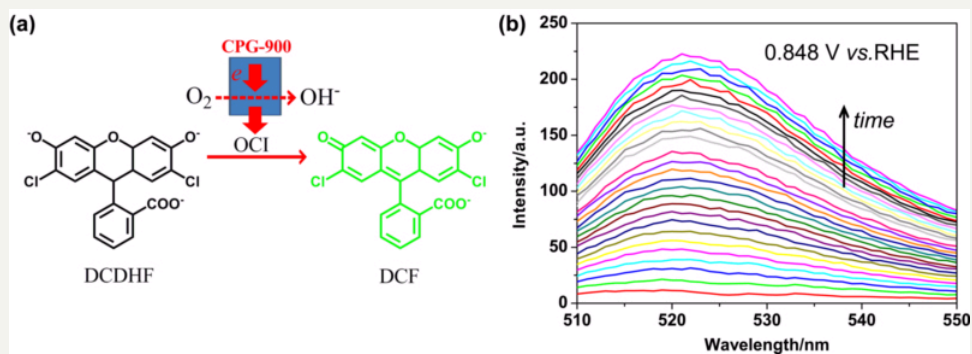 (a)
CPG-900
e
O₂
OH⁻
OCI
⁻O
O
O⁻
Cl
Cl
COO⁻
DCDHF
O
O
O⁻
Cl
Cl
COO⁻
DCF
(b)
0.848 V vs.RHE
time
Intensity/a.u.
250
200
150
100
50
0
510
520
530
540
550
Wavelength/nm